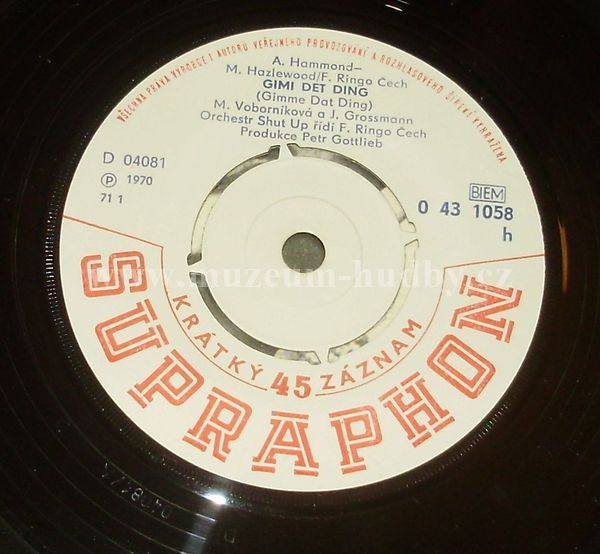 VŠECHNA PRÁVA VÝROBCE I AUTORŮ VEŘEJNÉHO PROVOZOVÁNÍ A ROZHLASOVÉHO ŠÍŘENÍ VYHRAŽENA
A. Hammond–
M. Hazlewood/F. Ringo Čech
GIMI DET DING
(Gimme Dat Ding)
M. Voborníková a J. Grossmann
Orchestr Shut Up řídí F. Ringo Čech
Produkce Petr Gottlieb
D 04081
Ⓟ 1970
71 1
BIEM
0 43 1058
h
www.muzeum-hudby.cz
KRÁTKÝ 45 ZÁZNAM
SUPRAPHON